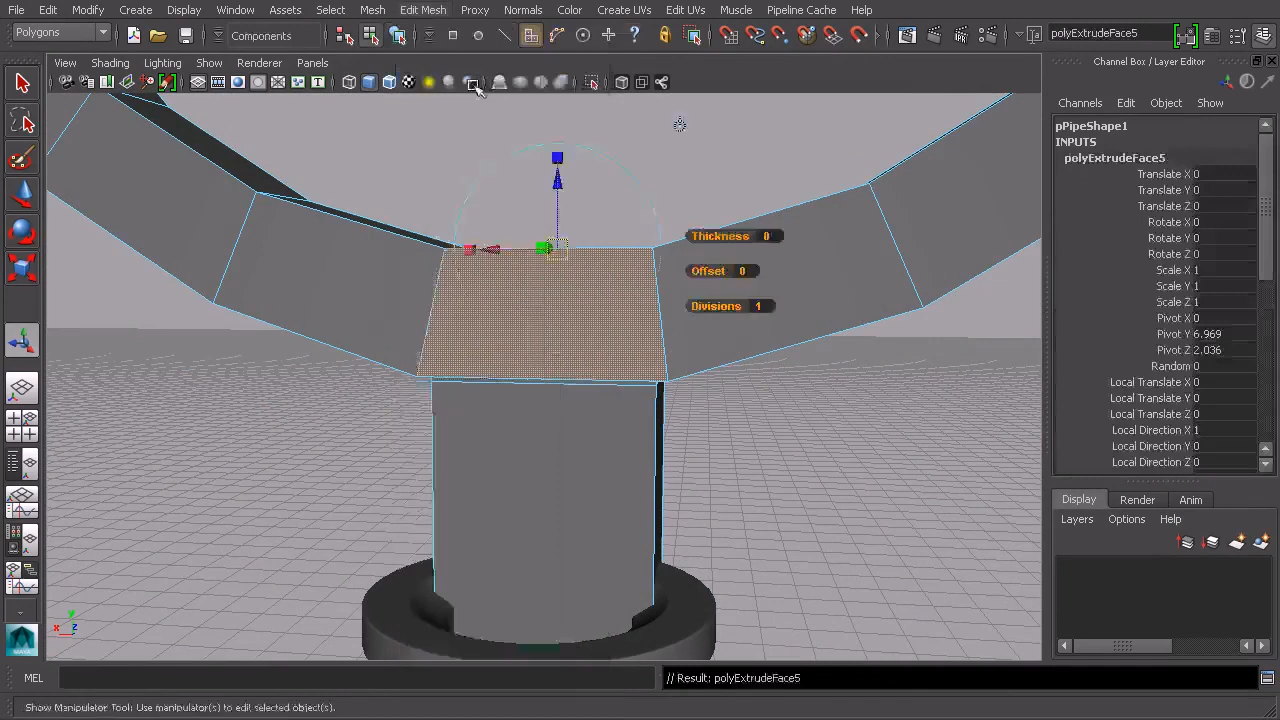 File Edit Modify Create Display Window Assets Select Mesh Edit Mesh Proxy Normals Color Create UVs Edit UVs Muscle Pipeline Cache Help
Polygons Components polyExtrudeFace5
View Shading Lighting Show Renderer Panels
Channel Box / Layer Editor
Channels Edit Object Show
pPipeShape1
INPUTS
polyExtrudeFace5
Translate X 0
Translate Y 0
Translate Z 0
Rotate X 0
Rotate Y 0
Rotate Z 0
Scale X 1
Scale Y 1
Scale Z 1
Pivot X 0
Pivot Y 6.969
Pivot Z 2.036
Random 0
Local Translate X 0
Local Translate Y 0
Local Translate Z 0
Local Direction X 1
Local Direction Y 0
Local Direction Z 0
Thickness 0
Offset 0
Divisions 1
Display Render Anim
Layers Options Help
MEL
// Result: polyExtrudeFace5
Show Manipulator Tool: Use manipulator(s) to edit selected object(s).